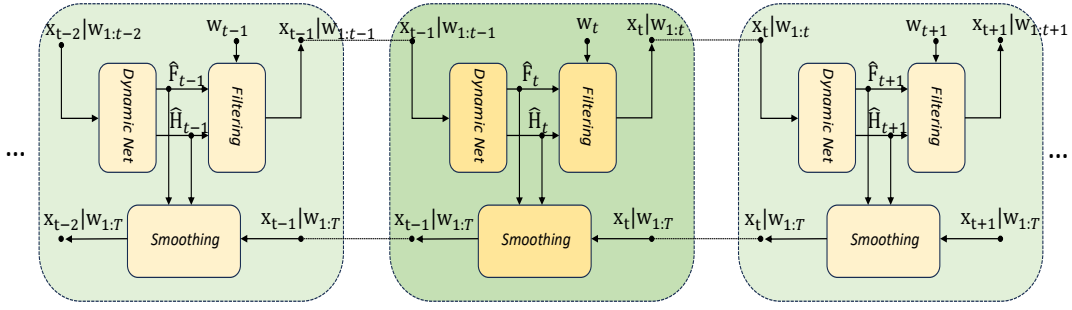 x_{t-2}|w_{1:t-2}
w_{t-1}
x_{t-1}|w_{1:t-1}
Dynamic Net
F̂_{t-1}
Ĥ_{t-1}
Filtering
x_{t-2}|w_{1:T}
Smoothing
x_{t-1}|w_{1:T}
x_{t-1}|w_{1:t-1}
w_t
x_t|w_{1:t}
Dynamic Net
F̂_t
Ĥ_t
Filtering
x_{t-1}|w_{1:T}
Smoothing
x_t|w_{1:T}
x_t|w_{1:t}
w_{t+1}
x_{t+1}|w_{1:t+1}
Dynamic Net
F̂_{t+1}
Ĥ_{t+1}
Filtering
x_t|w_{1:T}
Smoothing
x_{t+1}|w_{1:T}
...
...